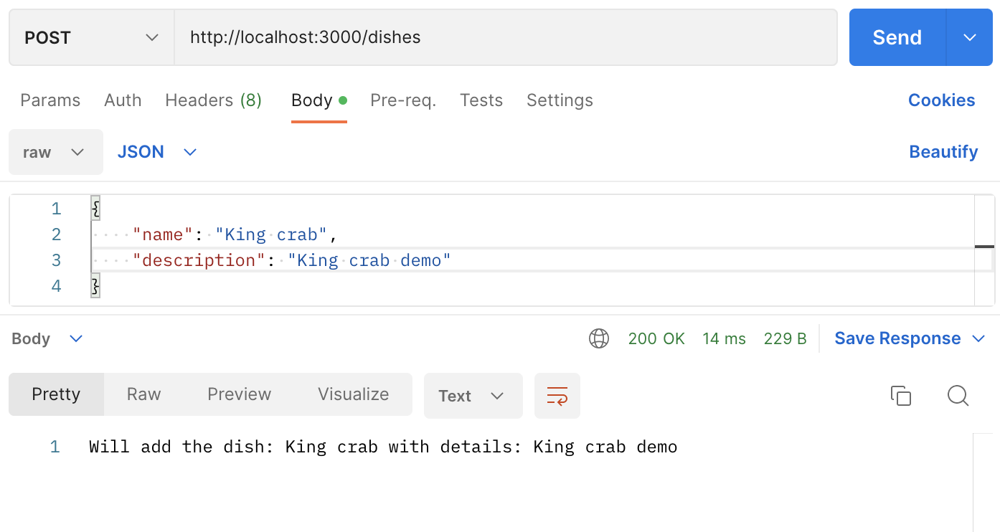 POST http://localhost:3000/dishes Send
Params Auth Headers (8) Body Pre-req. Tests Settings Cookies
raw JSON Beautify
1 {
2 "name": "King crab",
3 "description": "King crab demo"
4 }
Body 200 OK 14 ms 229 B Save Response
Pretty Raw Preview Visualize Text
1 Will add the dish: King crab with details: King crab demo